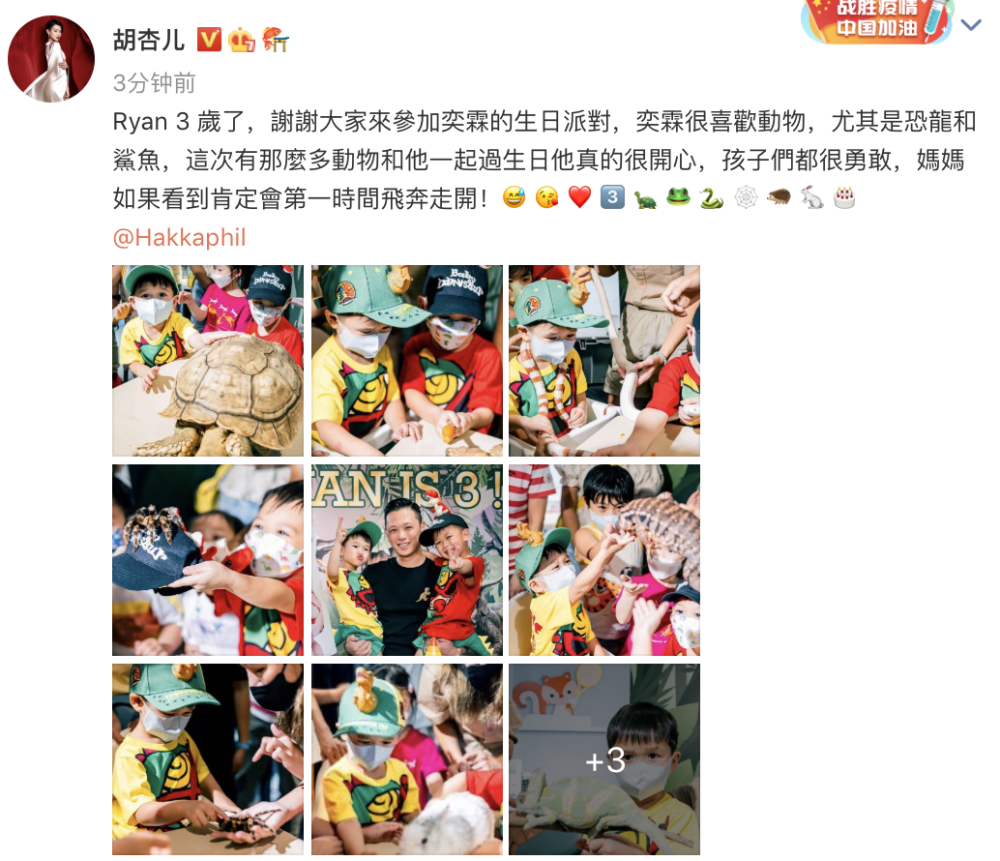 战胜疫情
中国加油
胡杏儿
3分钟前
Ryan 3 歲了，謝謝大家來參加奕霖的生日派對，奕霖很喜歡動物，尤其是恐龍和
鯊魚，這次有那麼多動物和他一起過生日他真的很開心，孩子們都很勇敢，媽媽
如果看到肯定會第一時間飛奔走開！😅 😘 ❤️ 3️⃣ 🐢 🐸 🐍 🕸️ 🦔 🐇 🎂
@Hakkaphil
AN IS 3 !
+3